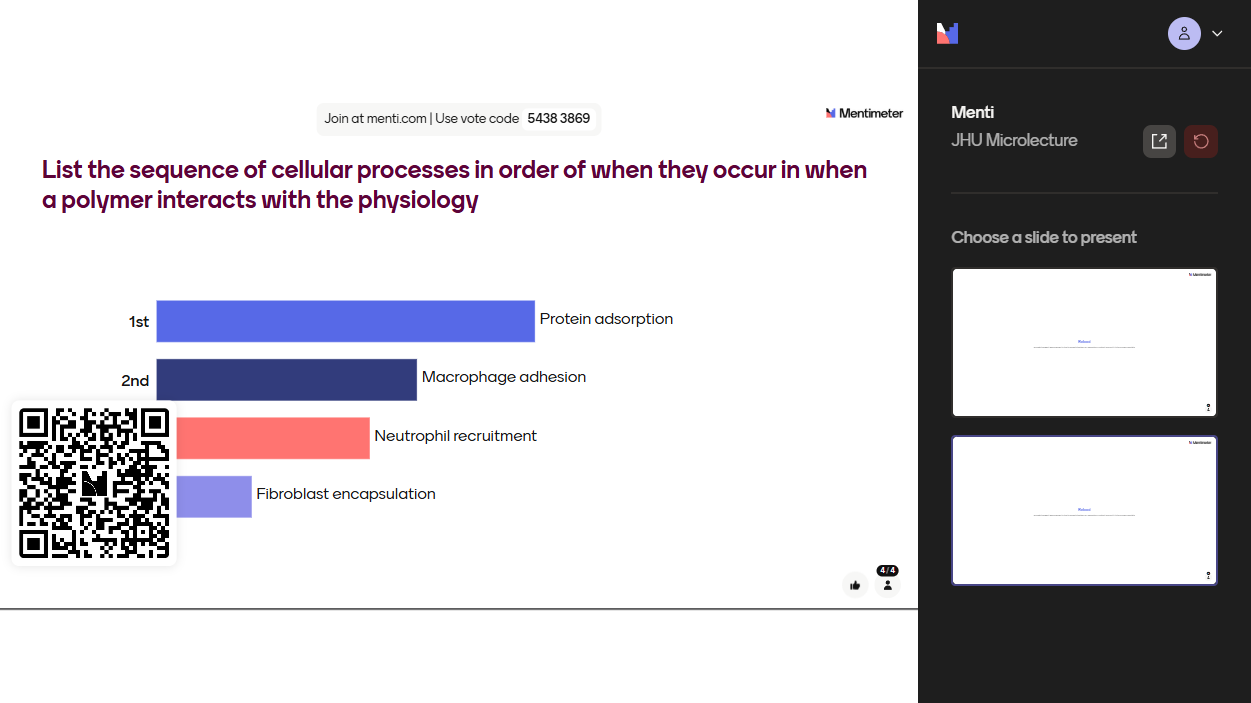 Join at menti.com | Use vote code 5438 3869
Mentimeter
List the sequence of cellular processes in order of when they occur in when
a polymer interacts with the physiology
1st
Protein adsorption
2nd
Macrophage adhesion
Neutrophil recruitment
Fibroblast encapsulation
4/4
Menti
JHU Microlecture
Choose a slide to present
Mentimeter
Mentimeter